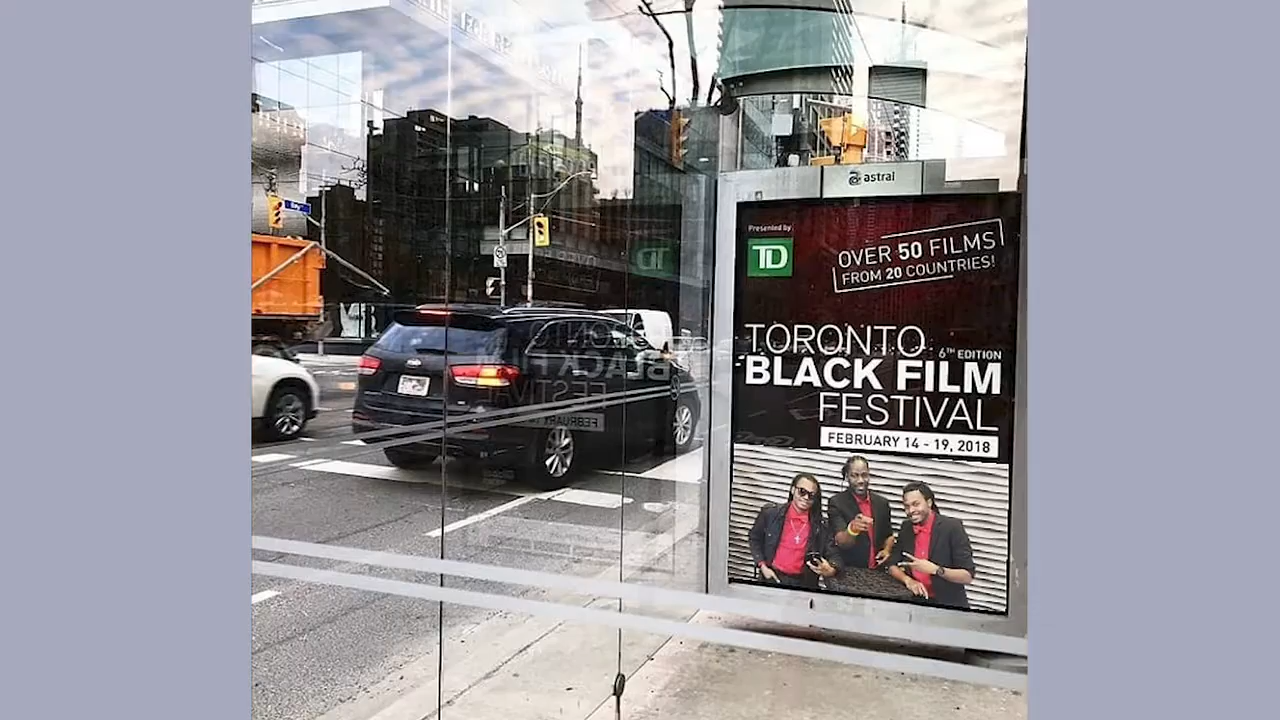 astral
Presented by
TD
OVER 50 FILMS
FROM 20 COUNTRIES!
TORONTO
6TH EDITION
BLACK FILM
FESTIVAL
FEBRUARY 14 - 19, 2018
Bay